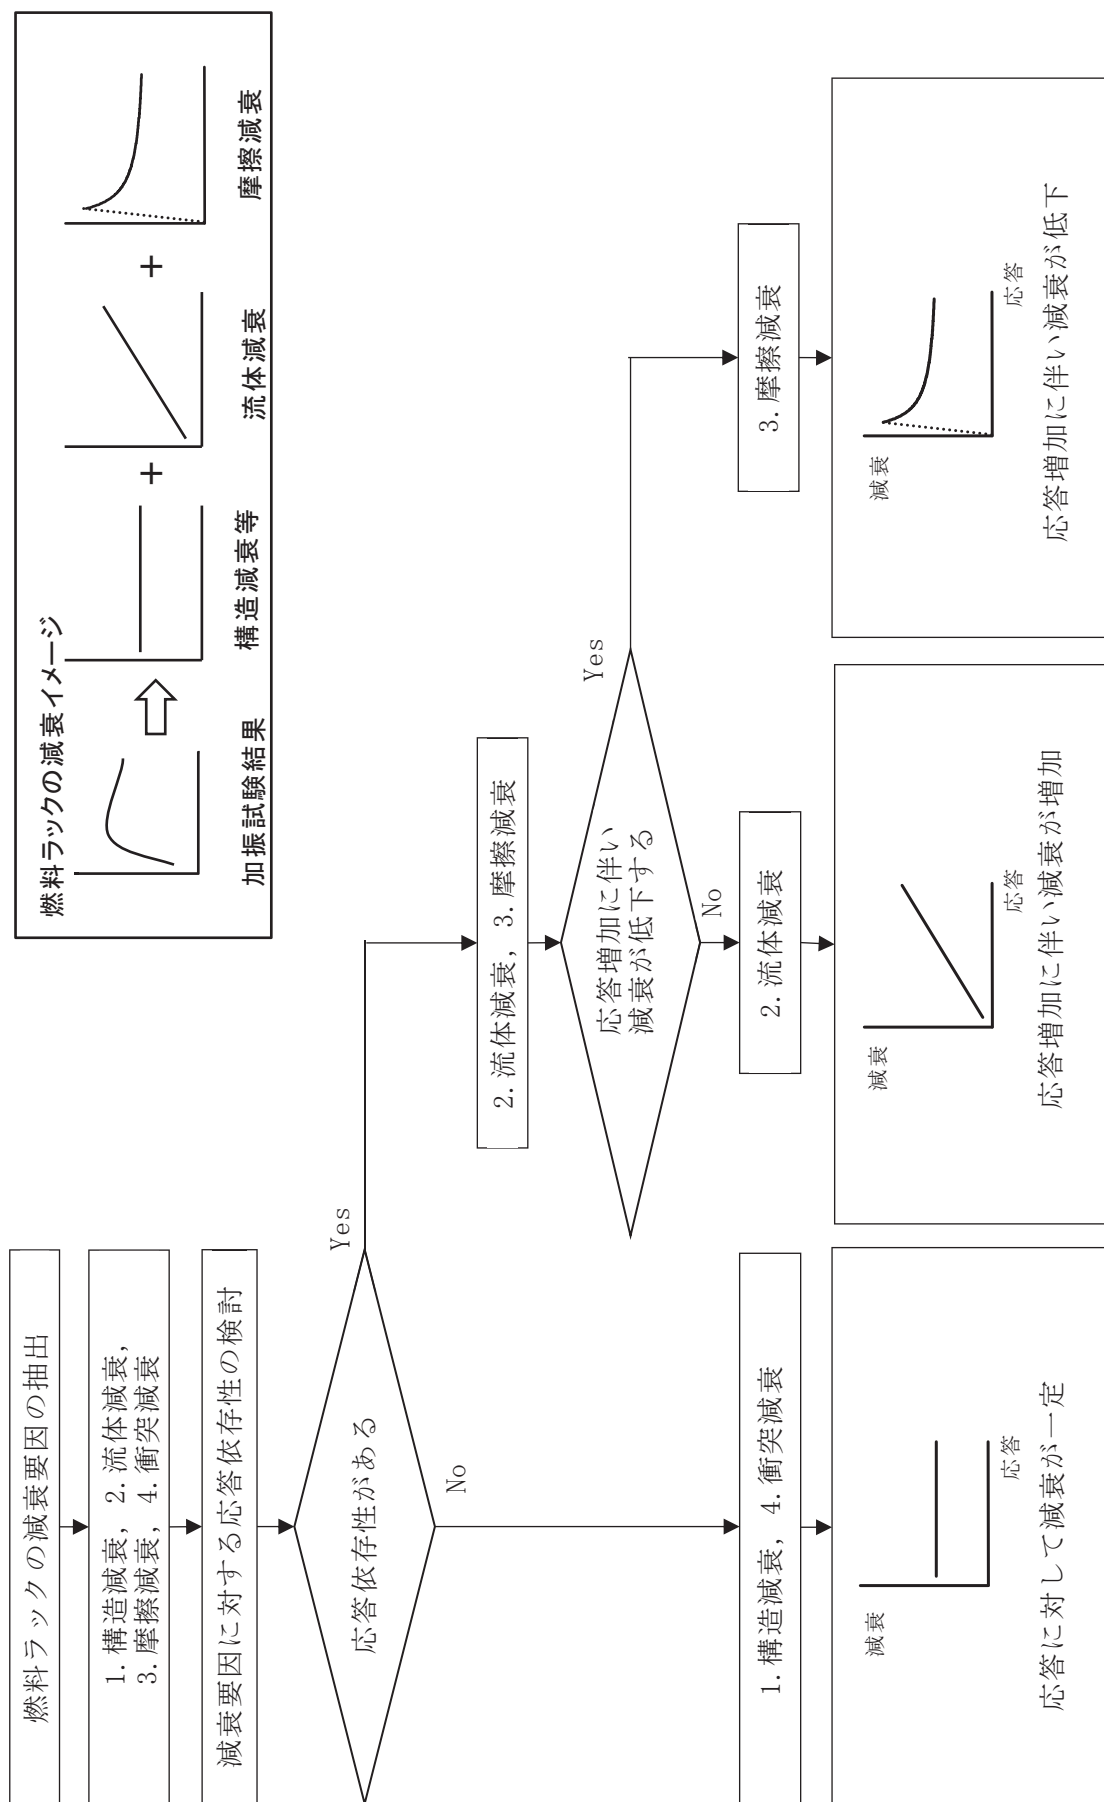 燃料ラックの減衰要因の抽出
1. 構造減衰, 2. 流体減衰,
3. 摩擦減衰, 4. 衝突減衰
減衰要因に対する応答依存性の検討
応答依存性がある
Yes
No
2. 流体減衰, 3. 摩擦減衰
応答増加に伴い
減衰が低下する
Yes
No
1. 構造減衰, 4. 衝突減衰
2. 流体減衰
3. 摩擦減衰
減衰
応答
応答に対して減衰が一定
減衰
応答
応答増加に伴い減衰が増加
減衰
応答
応答増加に伴い減衰が低下
燃料ラックの減衰イメージ
加振試験結果
構造減衰等
+
流体減衰
+
摩擦減衰